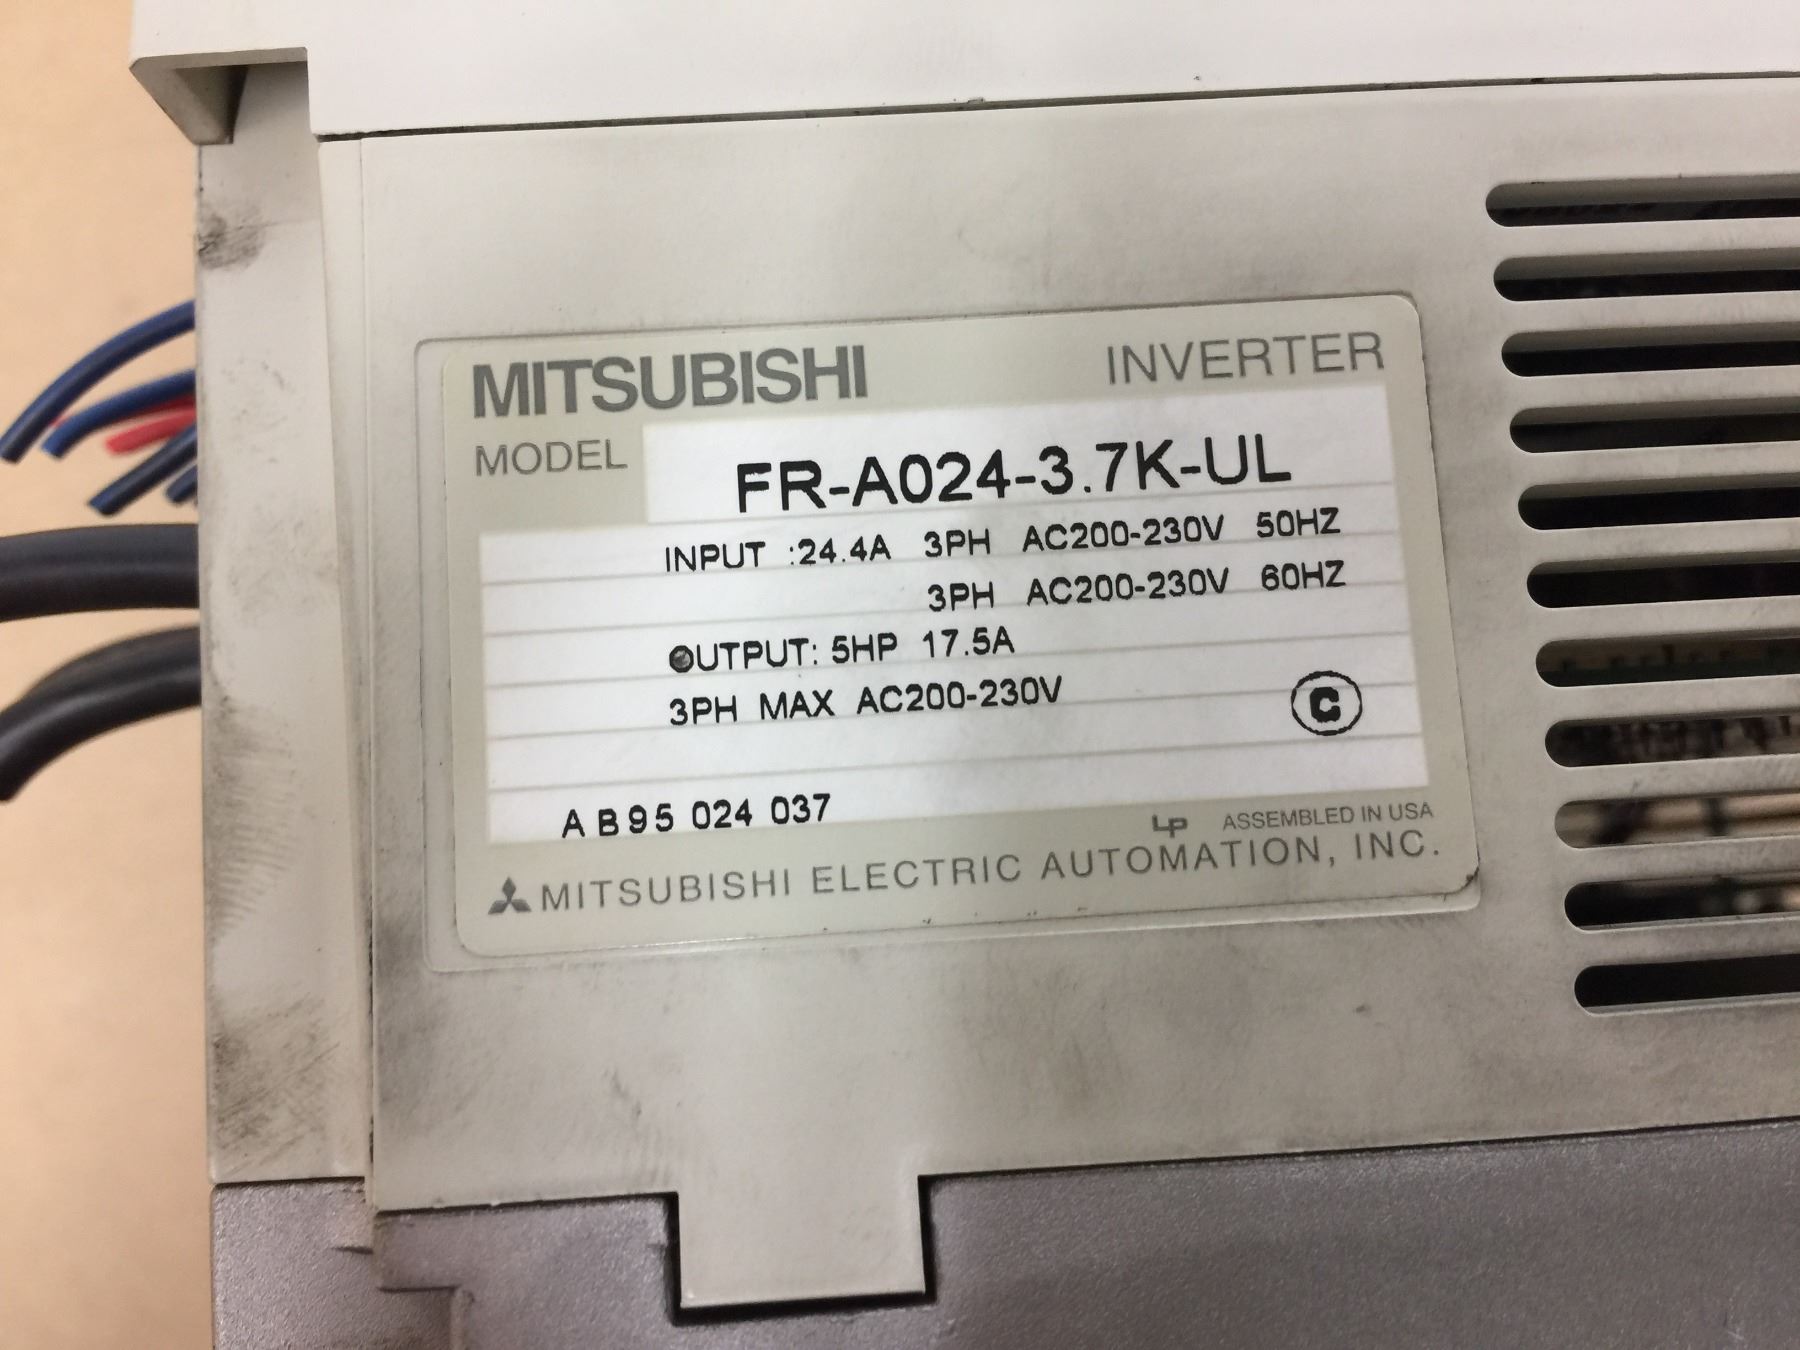 MITSUBISHI INVERTER
MODEL FR-A024-3.7K-UL
INPUT :24.4A 3PH AC200-230V 50HZ
3PH AC200-230V 60HZ
OUTPUT: 5HP 17.5A
3PH MAX AC200-230V
C
A B95 024 037
LP ASSEMBLED IN USA
MITSUBISHI ELECTRIC AUTOMATION, INC.